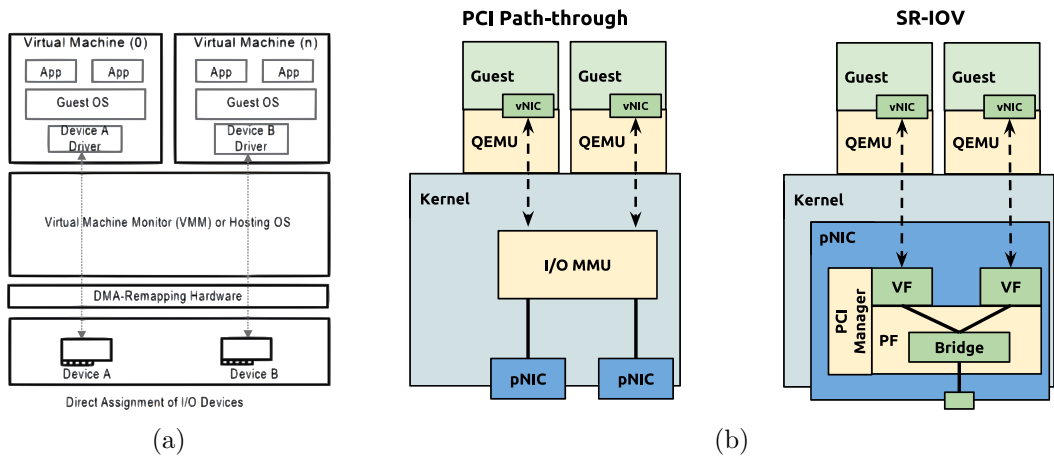 Virtual Machine (0)
App
App
Guest OS
Device A
Driver
Virtual Machine (n)
App
App
Guest OS
Device B
Driver
Virtual Machine Monitor (VMM) or Hosting OS
DMA-Remapping Hardware
Device A
Device B
Direct Assignment of I/O Devices
(a)
PCI Path-through
Guest
vNIC
QEMU
Guest
vNIC
QEMU
Kernel
I/O MMU
pNIC
pNIC
SR-IOV
Guest
vNIC
QEMU
Guest
vNIC
QEMU
Kernel
pNIC
PCI
Manager
VF
VF
PF
Bridge
(b)